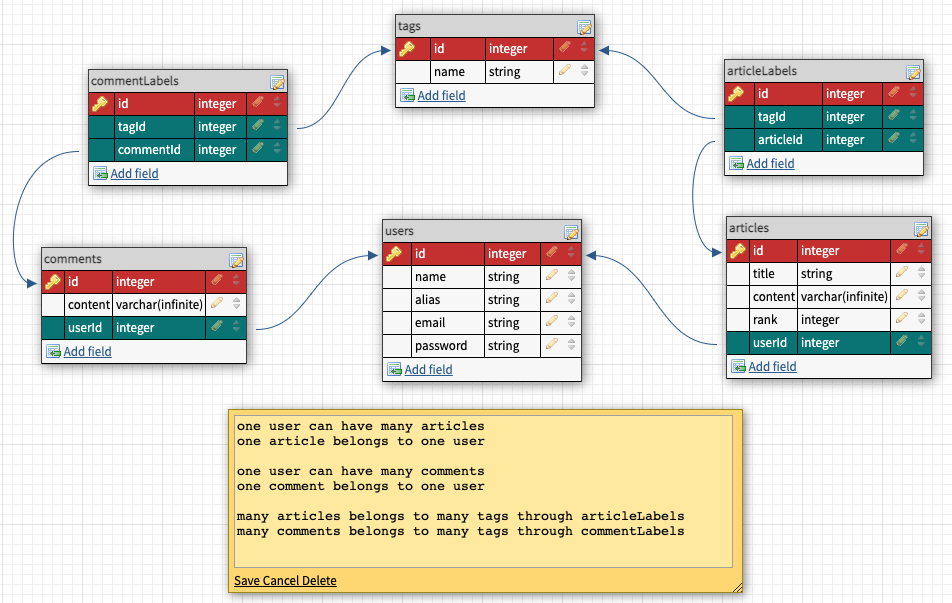 tags
id integer
name string
Add field
commentLabels
id integer
tagId integer
commentId integer
Add field
articleLabels
id integer
tagId integer
articleId integer
Add field
comments
id integer
content varchar(infinite)
userId integer
Add field
users
id integer
name string
alias string
email string
password string
Add field
articles
id integer
title string
content varchar(infinite)
rank integer
userId integer
Add field
one user can have many articles
one article belongs to one user
one user can have many comments
one comment belongs to one user
many articles belongs to many tags through articleLabels
many comments belongs to many tags through commentLabels
Save Cancel Delete